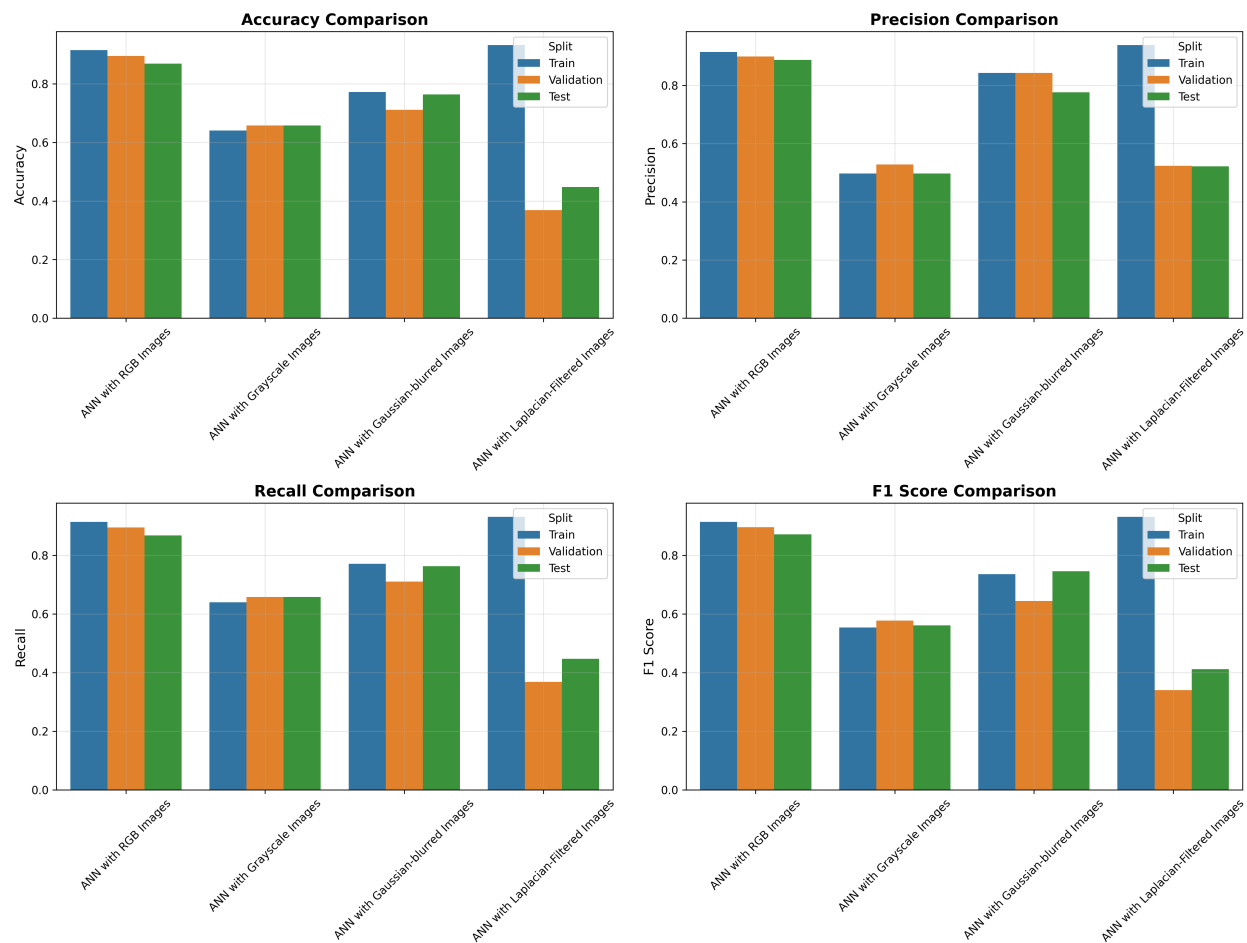 Accuracy Comparison
Accuracy
0.0
0.2
0.4
0.6
0.8
Split
Train
Validation
Test
ANN with RGB Images
ANN with Grayscale Images
ANN with Gaussian-blurred Images
ANN with Laplacian-Filtered Images
Precision Comparison
Precision
0.0
0.2
0.4
0.6
0.8
Split
Train
Validation
Test
ANN with RGB Images
ANN with Grayscale Images
ANN with Gaussian-blurred Images
ANN with Laplacian-Filtered Images
Recall Comparison
Recall
0.0
0.2
0.4
0.6
0.8
Split
Train
Validation
Test
ANN with RGB Images
ANN with Grayscale Images
ANN with Gaussian-blurred Images
ANN with Laplacian-Filtered Images
F1 Score Comparison
F1 Score
0.0
0.2
0.4
0.6
0.8
Split
Train
Validation
Test
ANN with RGB Images
ANN with Grayscale Images
ANN with Gaussian-blurred Images
ANN with Laplacian-Filtered Images